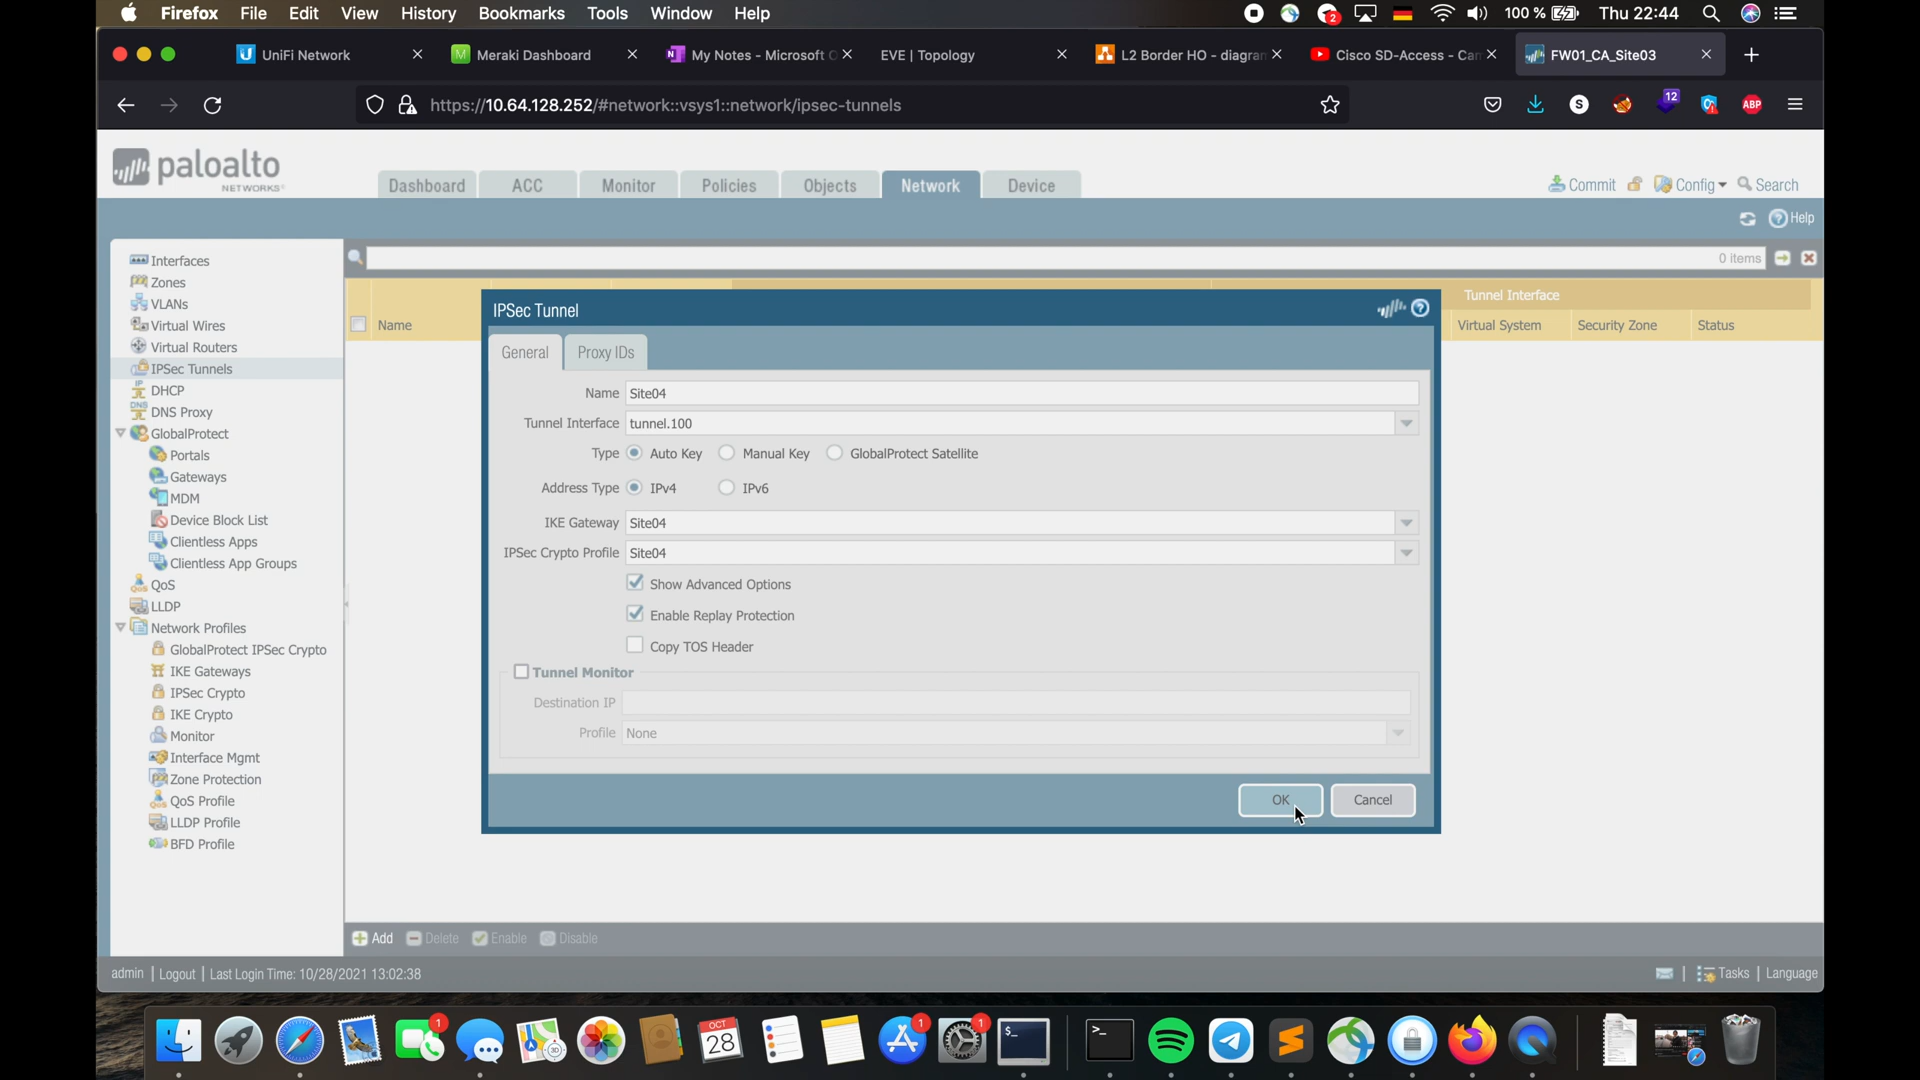 Firefox File Edit View History Bookmarks Tools Window Help
2
100 %
Thu 22:44
UniFi Network
Meraki Dashboard
My Notes - Microsoft O
EVE | Topology
L2 Border HO - diagran
Cisco SD-Access - Can
FW01_CA_Site03
https://10.64.128.252/#network::vsys1::network/ipsec-tunnels
S
12
ABP
paloalto
NETWORKS
Dashboard
ACC
Monitor
Policies
Objects
Network
Device
Commit
Config
Search
Help
Interfaces
Zones
VLANs
Virtual Wires
Virtual Routers
IPSec Tunnels
DHCP
DNS Proxy
GlobalProtect
Portals
Gateways
MDM
Device Block List
Clientless Apps
Clientless App Groups
QoS
LLDP
Network Profiles
GlobalProtect IPSec Crypto
IKE Gateways
IPSec Crypto
IKE Crypto
Monitor
Interface Mgmt
Zone Protection
QoS Profile
LLDP Profile
BFD Profile
0 items
Name
Tunnel Interface
Virtual System
Security Zone
Status
IPSec Tunnel
General
Proxy IDs
Name Site04
Tunnel Interface tunnel.100
Type Auto Key Manual Key GlobalProtect Satellite
Address Type IPv4 IPv6
IKE Gateway Site04
IPSec Crypto Profile Site04
Show Advanced Options
Enable Replay Protection
Copy TOS Header
Tunnel Monitor
Destination IP
Profile None
OK
Cancel
Add
Delete
Enable
Disable
admin | Logout | Last Login Time: 10/28/2021 13:02:38
| Tasks | Language
1
OCT
28
1
1